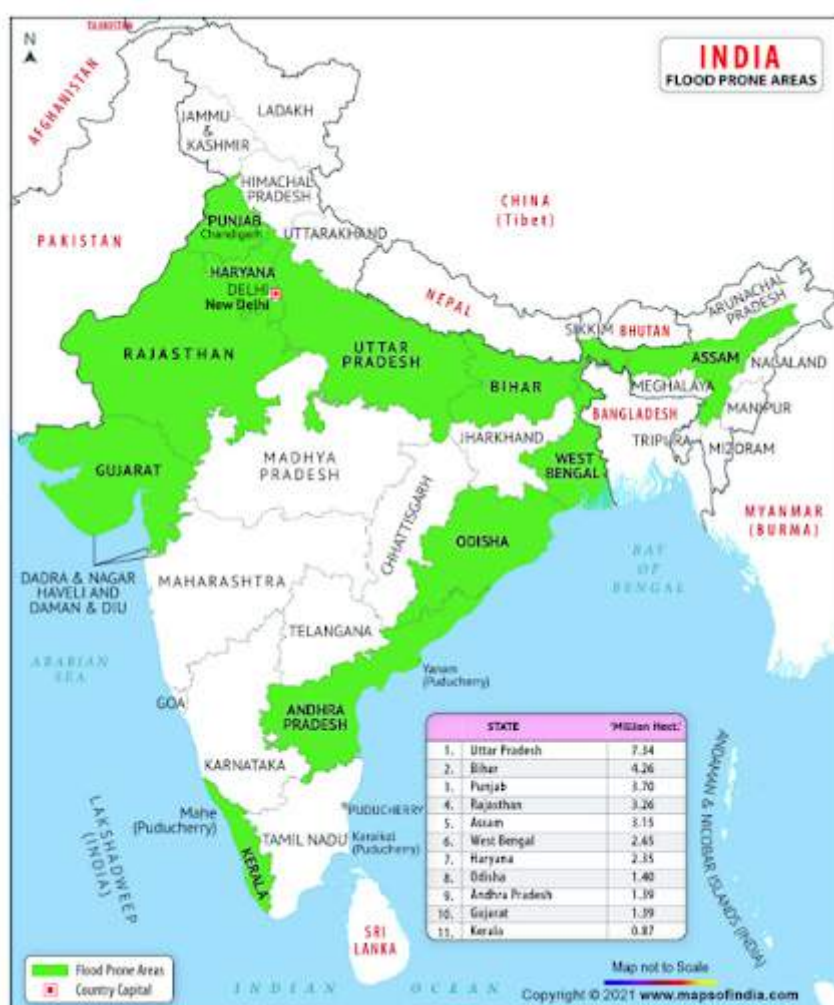 TAJIKISTAN
N
INDIA
FLOOD PRONE AREAS
AFGHANISTAN
LADAKH
JAMMU
&
KASHMIR
HIMACHAL
PRADESH
CHINA
(Tibet)
PUNJAB
Chandigarh
UTTARAKHAND
PAKISTAN
HARYANA
DELHI
New Delhi
NEPAL
ARUNACHAL
PRADESH
SIKKIM
BHUTAN
RAJASTHAN
UTTAR
PRADESH
ASSAM
NAGALAND
BIHAR
MEGHALAYA
BANGLADESH
MANIPUR
JHARKHAND
TRIPURA
MIZORAM
GUJARAT
MADHYA
PRADESH
WEST
BENGAL
CHHATTISGARH
MYANMAR
(BURMA)
ODISHA
BAY
OF
BENGAL
DADRA & NAGAR
HAVELI AND
DAMAN & DIU
MAHARASHTRA
TELANGANA
ARABIAN
SEA
Yanam
(Puducherry)
GOA
ANDHRA
PRADESH
KARNATAKA
STATE 'Million Hect.'
1. Uttar Pradesh 7.34
2. Bihar 4.26
3. Punjab 3.70
4. Rajasthan 3.26
5. Assam 3.15
6. West Bengal 2.65
7. Haryana 2.35
8. Odisha 1.40
9. Andhra Pradesh 1.39
10. Gujarat 1.39
11. Kerala 0.87
ANDAMAN & NICOBAR ISLANDS (INDIA)
LAKSHADWEEP
(INDIA)
Mahe
(Puducherry)
PUDUCHERRY
TAMIL NADU
Karaikal
(Puducherry)
KERALA
SRI
LANKA
Flood Prone Areas
Country Capital
INDIAN OCEAN
Map not to Scale
Copyright © 2021 www.mapsofindia.com